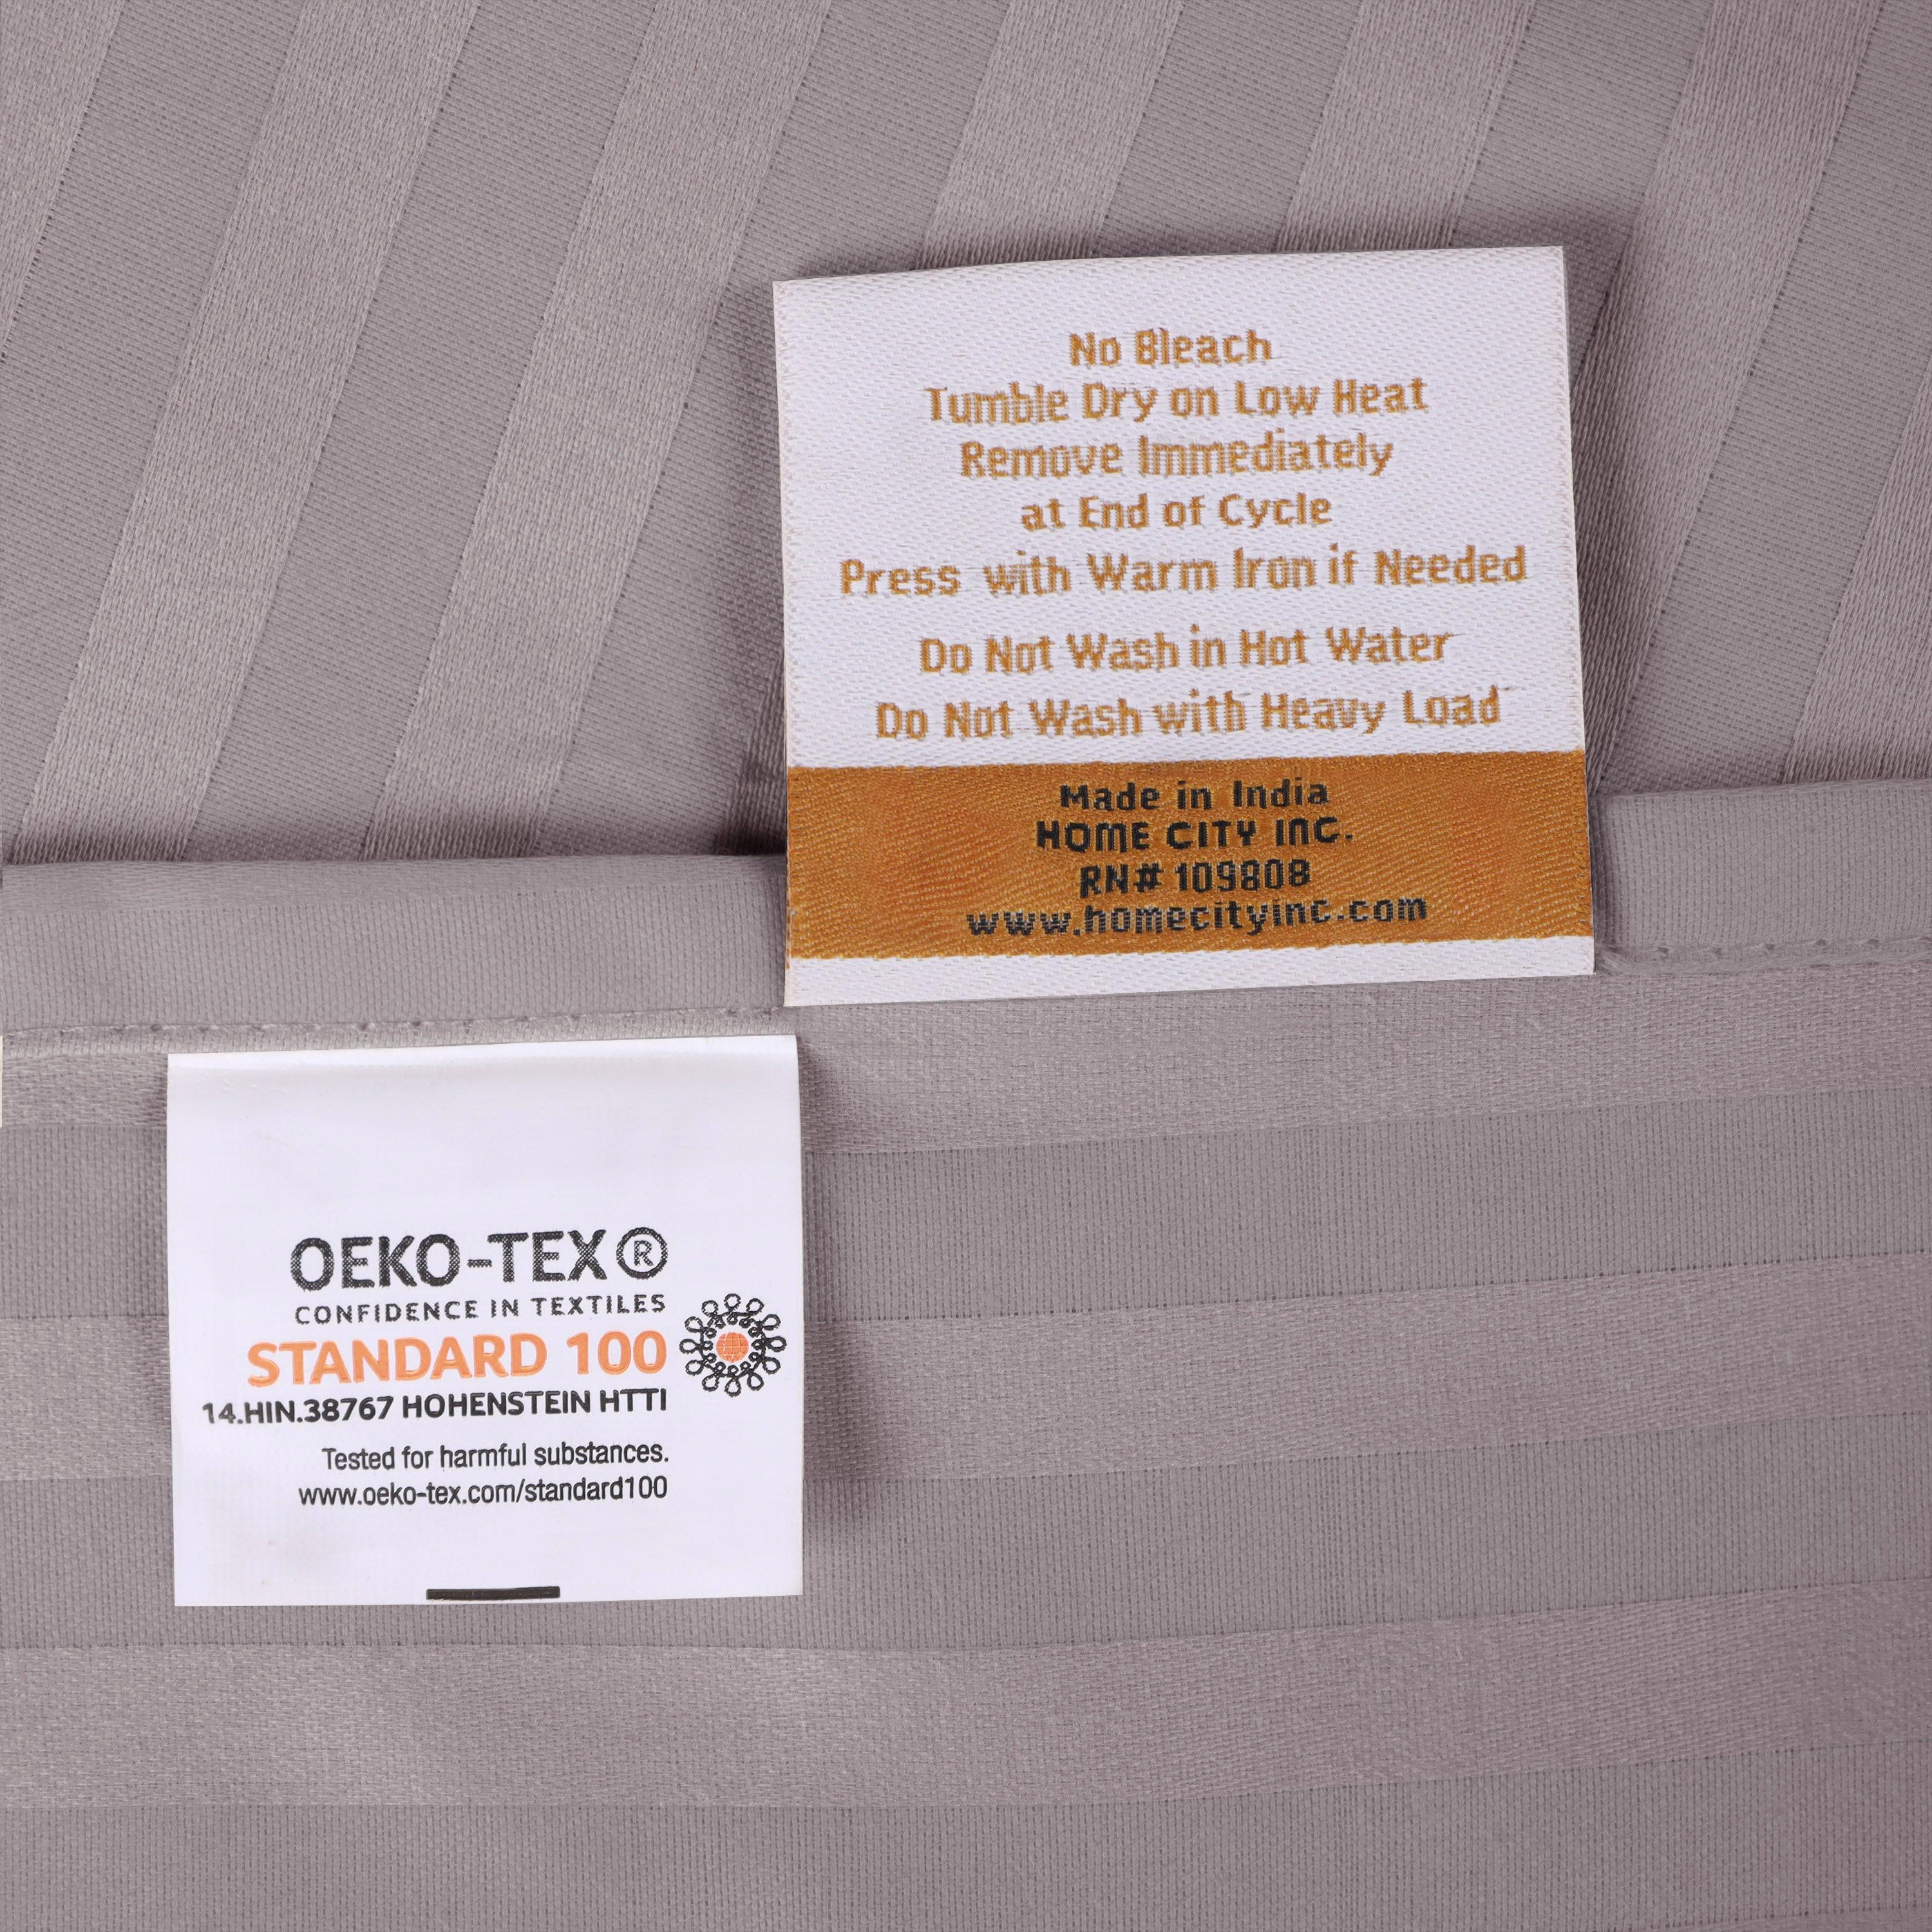 No Bleach
Tumble Dry on Low Heat
Remove Immediately
at End of Cycle
Press with Warm Iron if Needed
Do Not Wash in Hot Water
Do Not Wash with Heavy Load
Made in India
HOME CITY INC.
RN# 109808
www.homecityinc.com
OEKO-TEX®
CONFIDENCE IN TEXTILES
STANDARD 100
14.HIN.38767 HOHENSTEIN HTTI
Tested for harmful substances.
www.oeko-tex.com/standard100